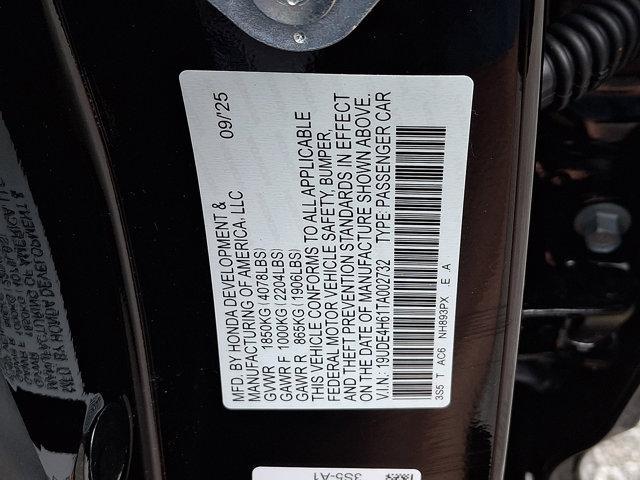 MFD. BY HONDA DEVELOPMENT & 09/'25
MANUFACTURING OF AMERICA, LLC
GVWR 1850KG(4078LBS)
GAWR F 1000KG(2204LBS)
GAWR R 865KG(1906LBS)
THIS VEHICLE CONFORMS TO ALL APPLICABLE
FEDERAL MOTOR VEHICLE SAFETY, BUMPER,
AND THEFT PREVENTION STANDARDS IN EFFECT
ON THE DATE OF MANUFACTURE SHOWN ABOVE.
V.I.N.: 19UDE4H61TA002732 TYPE: PASSENGER CAR
3S5 T AC6 NH893PX .E .A
3S5-A1